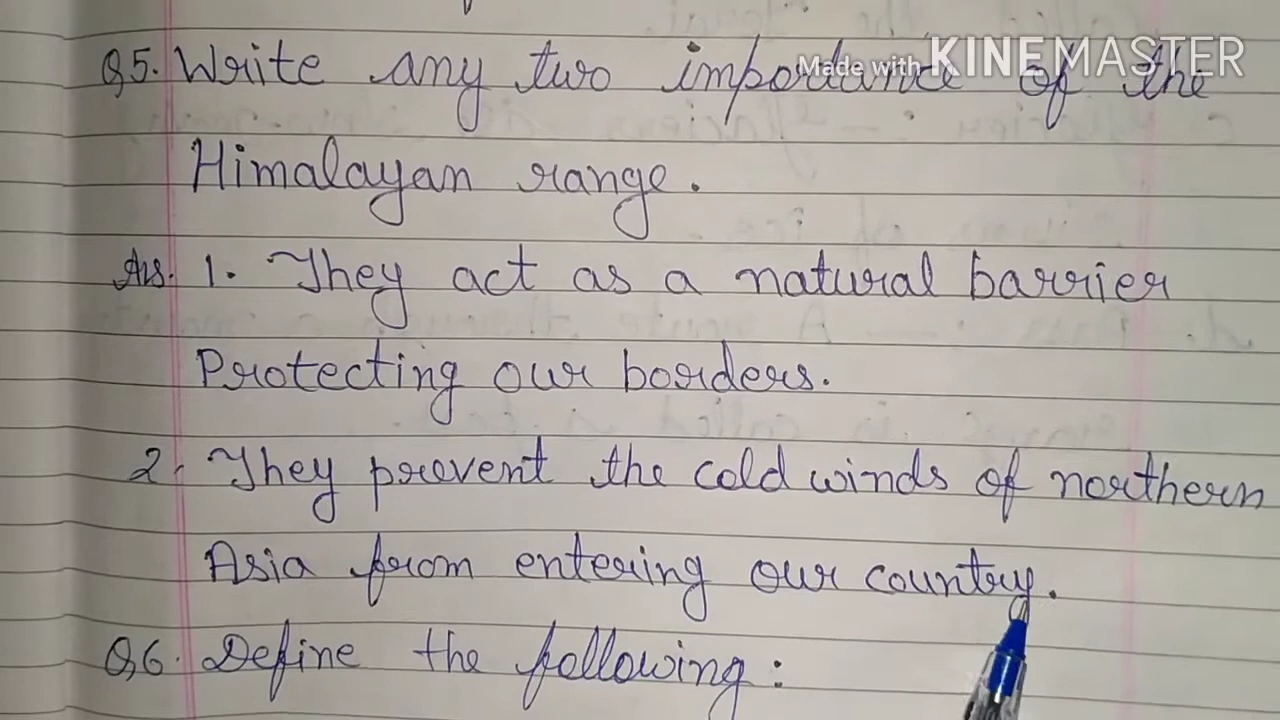 Q5. Write any two importance of the
Made with KINEMASTER
Himalayan range.
Ans. 1. They act as a natural barrier
Protecting our borders.
2. They prevent the cold winds of northern
Asia from entering our country.
Q6. Define the following: